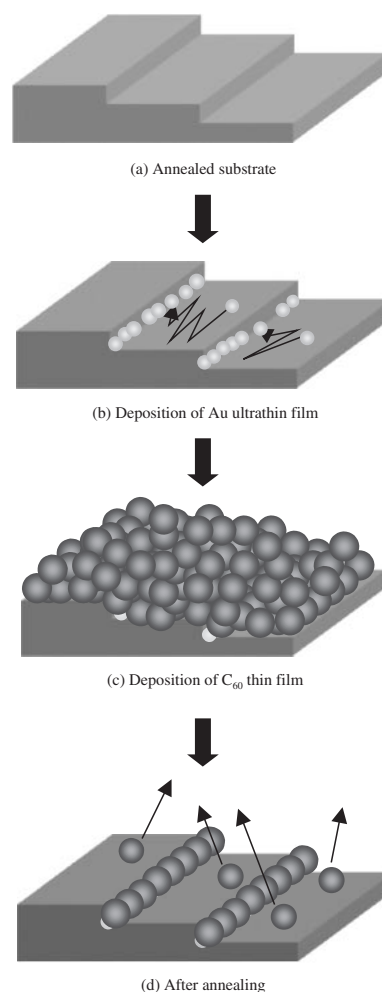 (a) Annealed substrate
(b) Deposition of Au ultrathin film
(c) Deposition of C₆₀ thin film
(d) After annealing